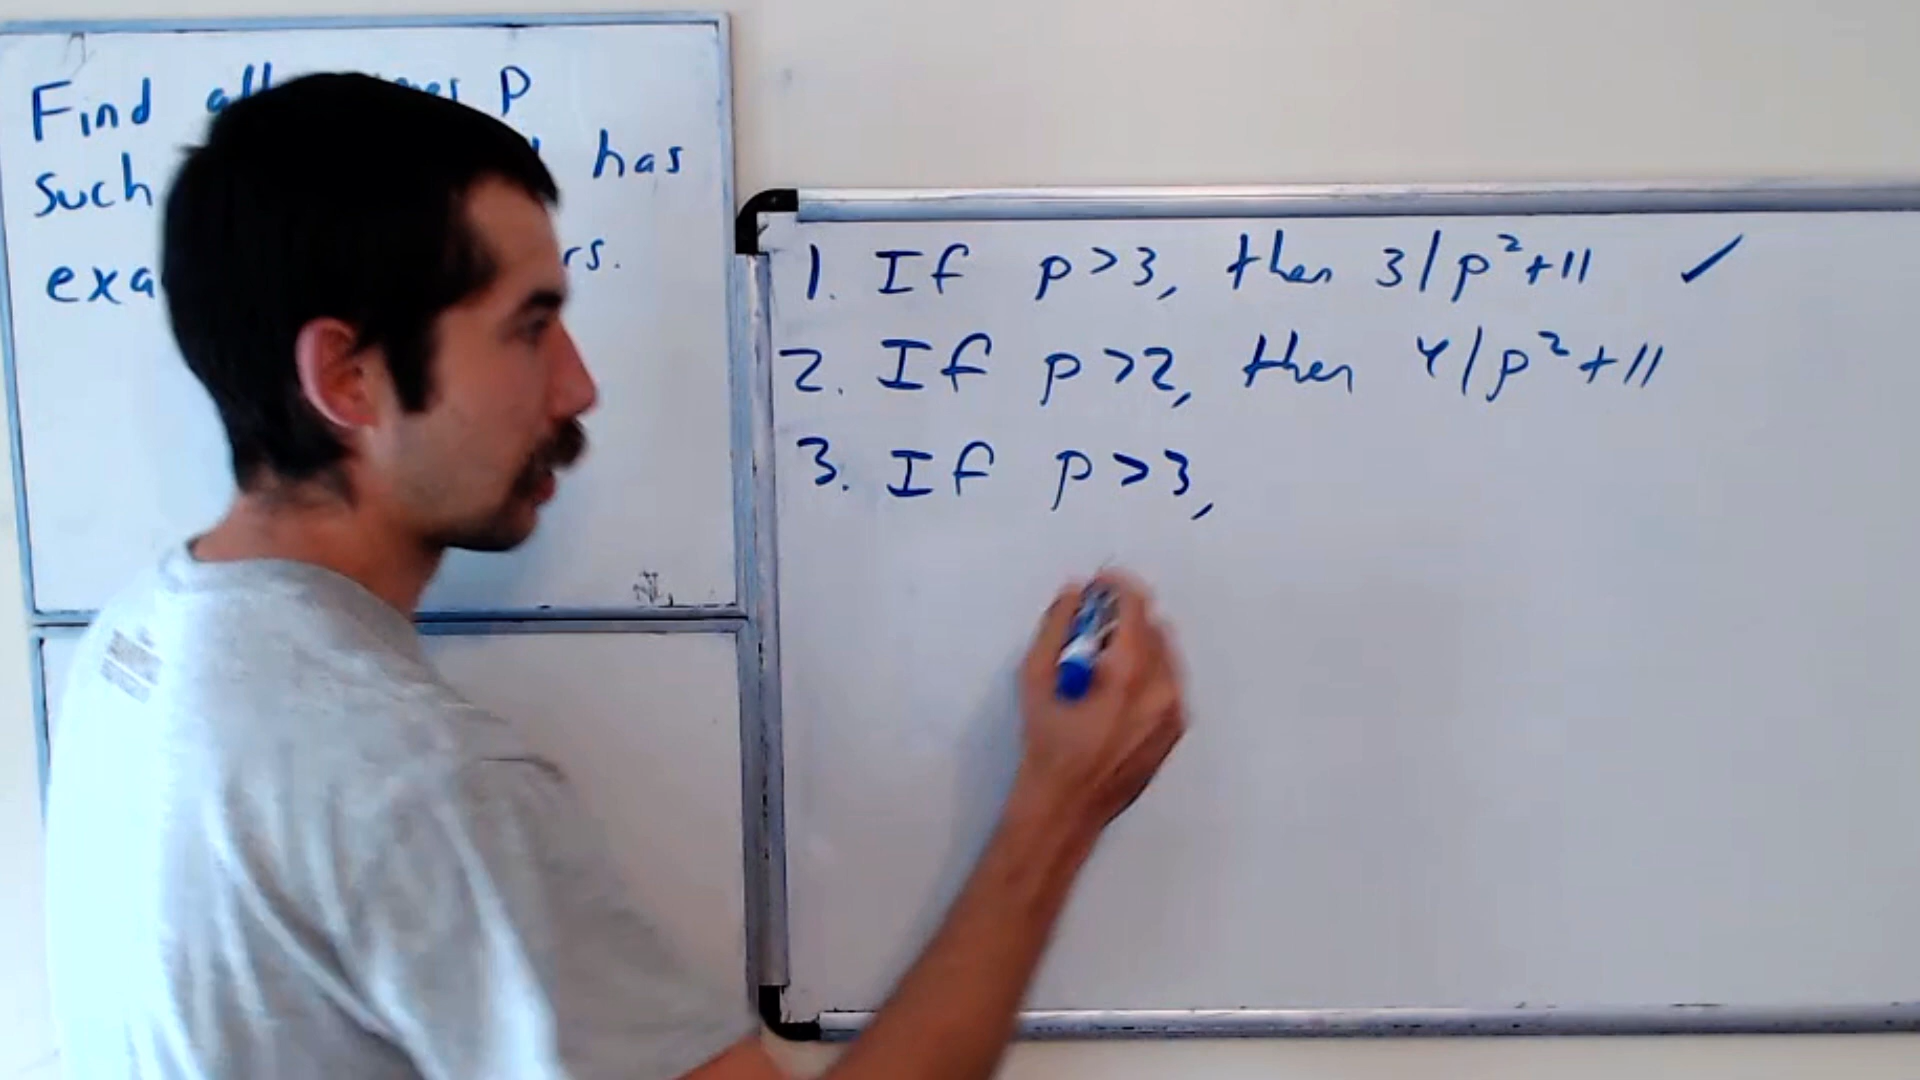 Find P
such has
1. If p>3, then 3/p²+11 ✓
2. If p>2, then 4/p²+11
3. If p>3,